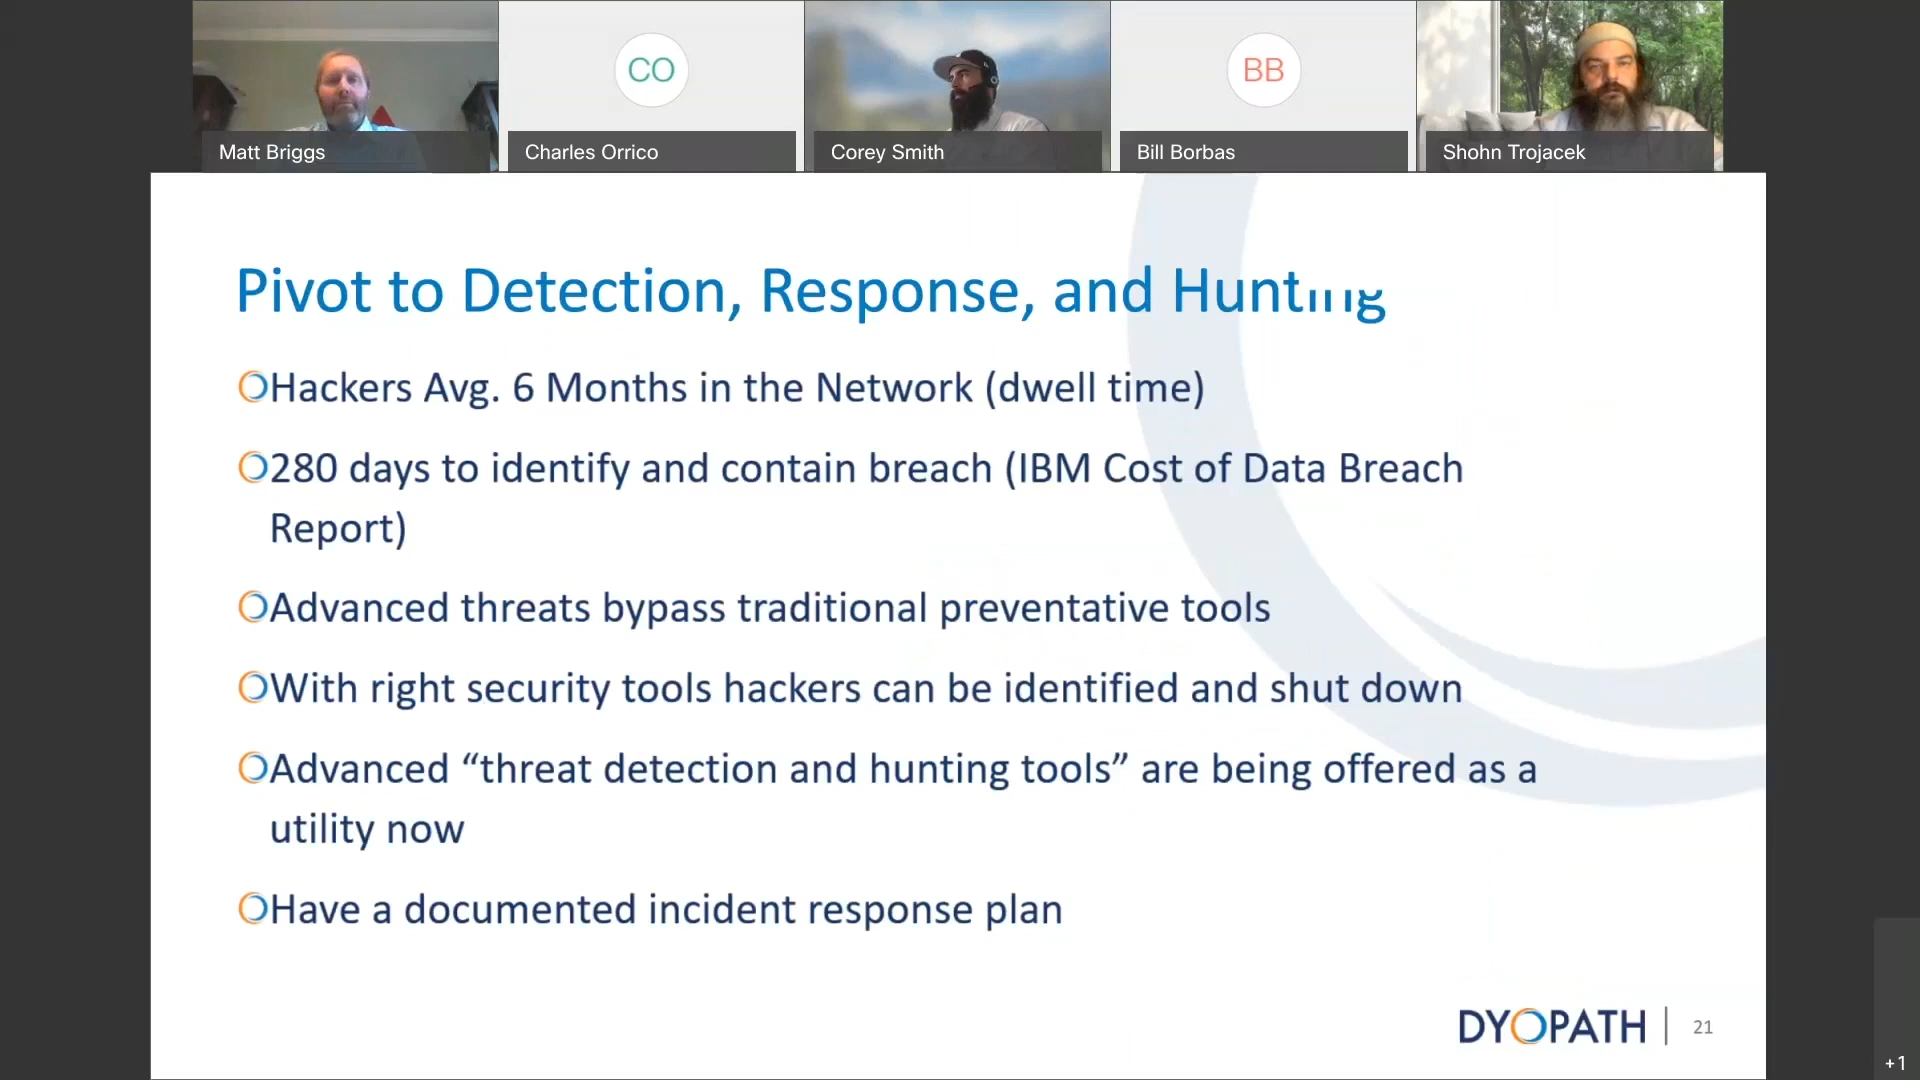 CO
BB
Matt Briggs
Charles Orrico
Corey Smith
Bill Borbas
Shohn Trojacek
Pivot to Detection, Response, and Hunting
Hackers Avg. 6 Months in the Network (dwell time)
280 days to identify and contain breach (IBM Cost of Data Breach
Report)
Advanced threats bypass traditional preventative tools
With right security tools hackers can be identified and shut down
Advanced “threat detection and hunting tools” are being offered as a
utility now
Have a documented incident response plan
DYOPATH
21
+1